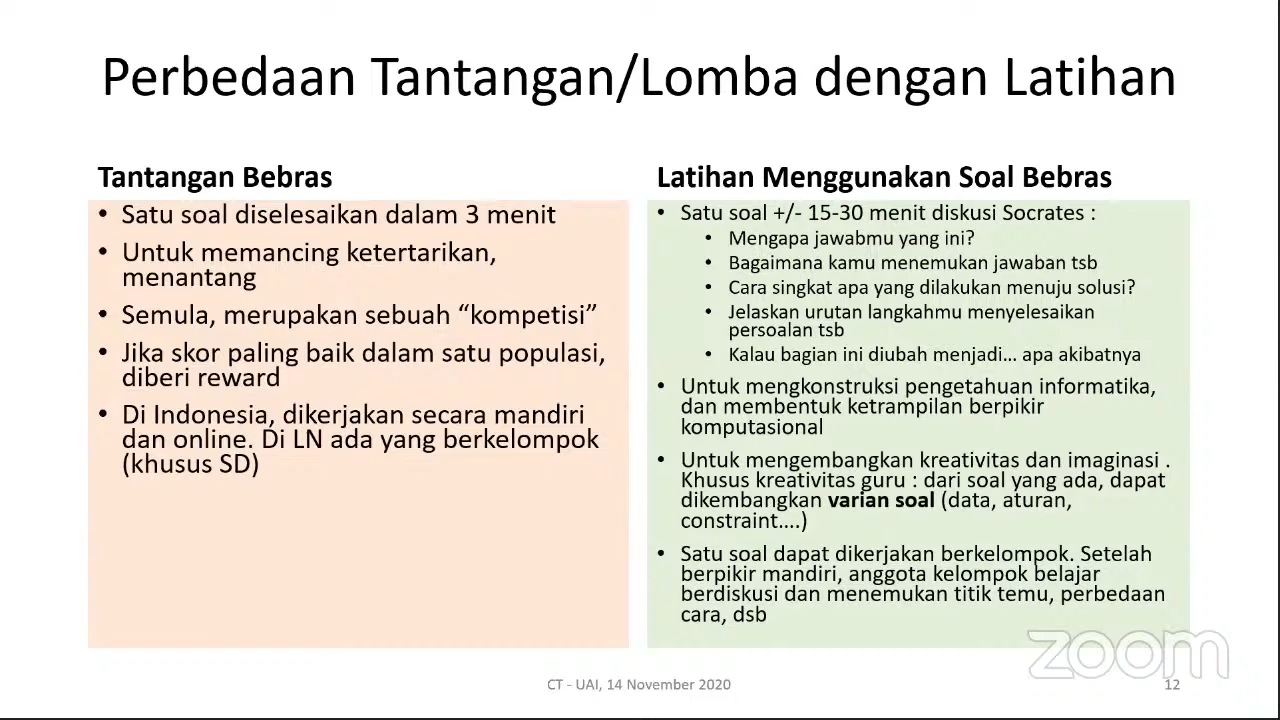 Perbedaan Tantangan/Lomba dengan Latihan
Tantangan Bebras
• Satu soal diselesaikan dalam 3 menit
• Untuk memancing ketertarikan,
menantang
• Semula, merupakan sebuah “kompetisi”
• Jika skor paling baik dalam satu populasi,
diberi reward
• Di Indonesia, dikerjakan secara mandiri
dan online. Di LN ada yang berkelompok
(khusus SD)
Latihan Menggunakan Soal Bebras
• Satu soal +/- 15-30 menit diskusi Socrates :
• Mengapa jawabmu yang ini?
• Bagaimana kamu menemukan jawaban tsb
• Cara singkat apa yang dilakukan menuju solusi?
• Jelaskan urutan langkahmu menyelesaikan
persoalan tsb
• Kalau bagian ini diubah menjadi... apa akibatnya
• Untuk mengkonstruksi pengetahuan informatika,
dan membentuk ketrampilan berpikir
komputasional
• Untuk mengembangkan kreativitas dan imaginasi .
Khusus kreativitas guru : dari soal yang ada, dapat
dikembangkan varian soal (data, aturan,
constraint....)
• Satu soal dapat dikerjakan berkelompok. Setelah
berpikir mandiri, anggota kelompok belajar
berdiskusi dan menemukan titik temu, perbedaan
cara, dsb
zoom
CT - UAI, 14 November 2020
12